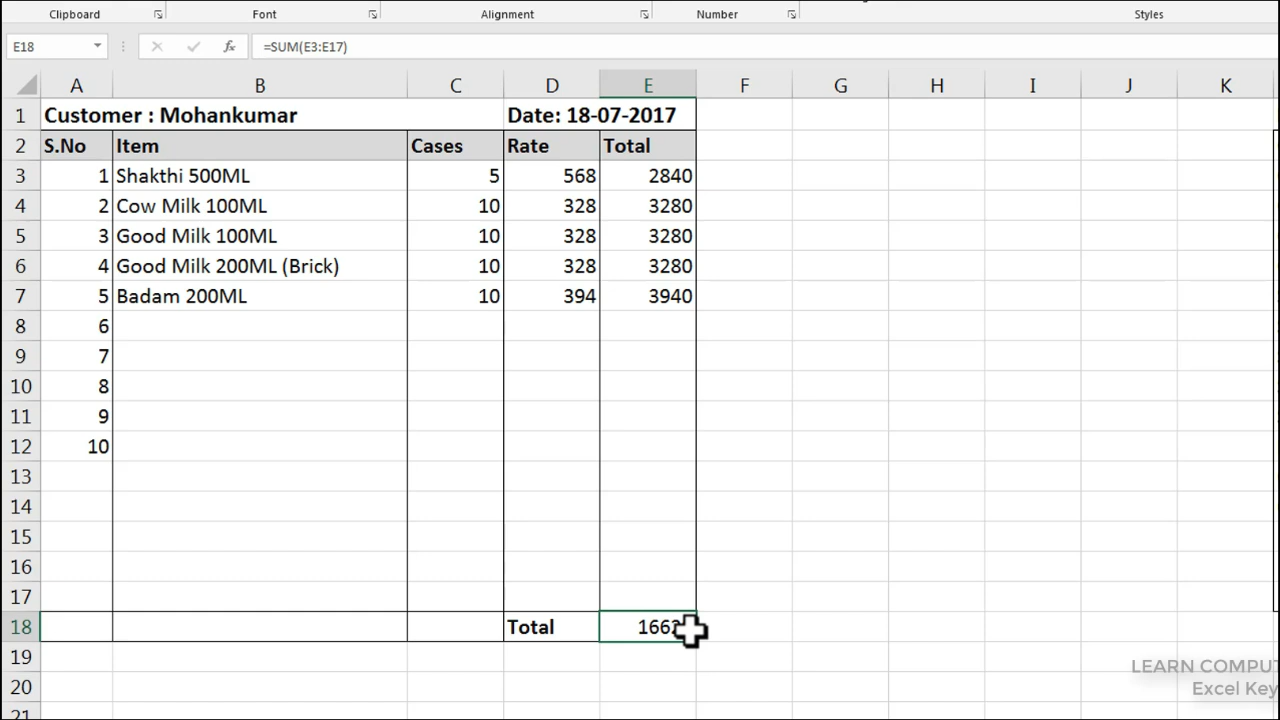 Clipboard Font Alignment Number Styles
E18 fx =SUM(E3:E17)
A B C D E F G H I J K
1 Customer : Mohankumar Date: 18-07-2017
2 S.No Item Cases Rate Total
3 1 Shakthi 500ML 5 568 2840
4 2 Cow Milk 100ML 10 328 3280
5 3 Good Milk 100ML 10 328 3280
6 4 Good Milk 200ML (Brick) 10 328 3280
7 5 Badam 200ML 10 394 3940
8 6
9 7
10 8
11 9
12 10
13
14
15
16
17
18 Total
19
20
21
LEARN COMPU
Excel Key